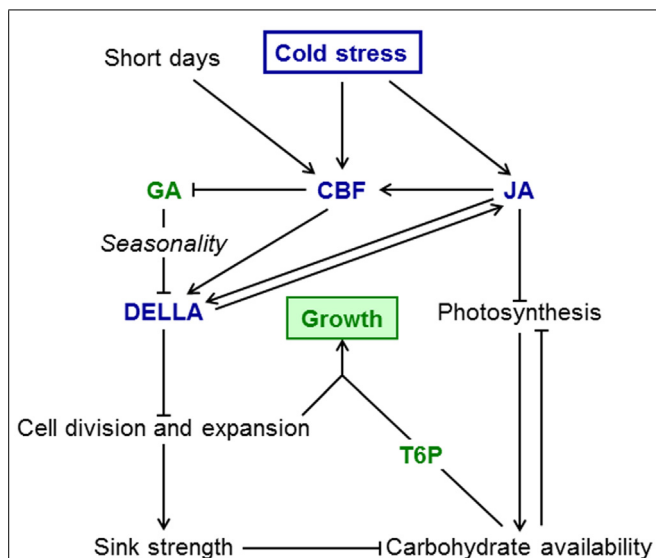 Short days
Cold stress
GA
CBF
JA
Seasonality
DELLA
Growth
Photosynthesis
Cell division and expansion
T6P
Sink strength
Carbohydrate availability